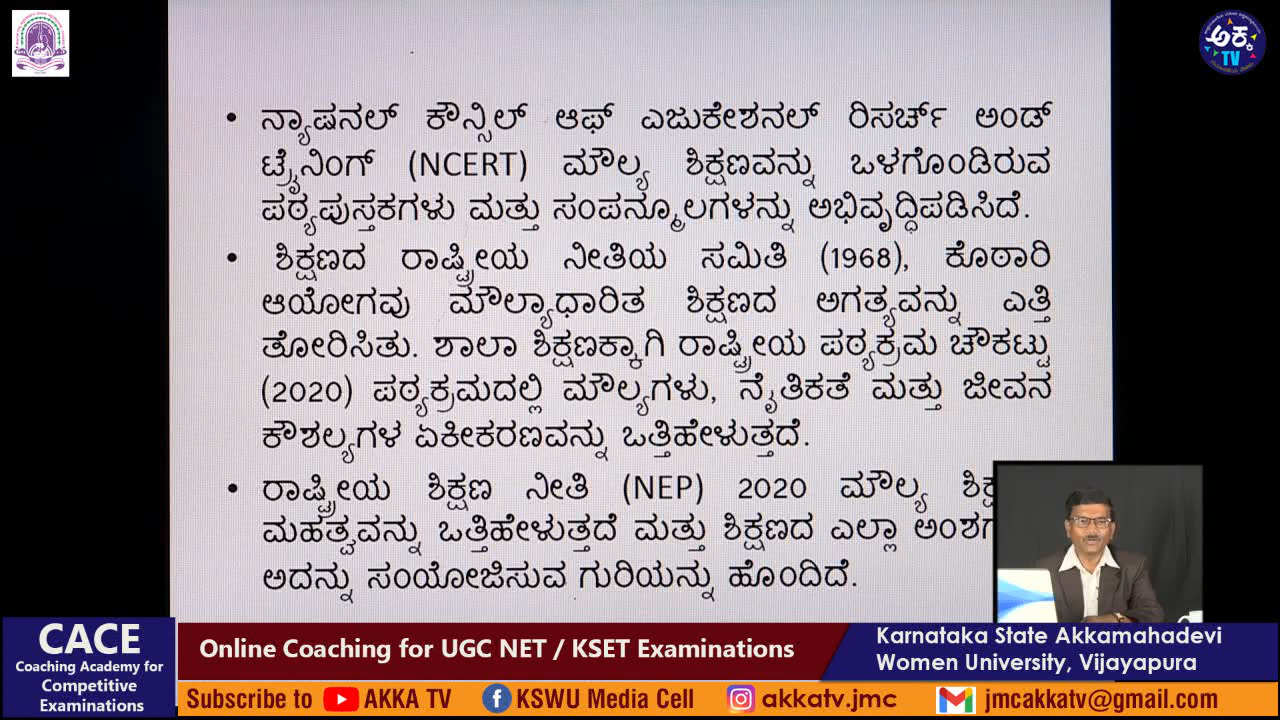 ಅಕ್ಕ
TV
• ನ್ಯಾಷನಲ್ ಕೌನ್ಸಿಲ್ ಆಫ್ ಎಜುಕೇಶನಲ್ ರಿಸರ್ಚ್ ಅಂಡ್
ಟ್ರೈನಿಂಗ್ (NCERT) ಮೌಲ್ಯ ಶಿಕ್ಷಣವನ್ನು ಒಳಗೊಂಡಿರುವ
ಪಠ್ಯಪುಸ್ತಕಗಳು ಮತ್ತು ಸಂಪನ್ಮೂಲಗಳನ್ನು ಅಭಿವೃದ್ಧಿಪಡಿಸಿದೆ.
• ಶಿಕ್ಷಣದ ರಾಷ್ಟ್ರೀಯ ನೀತಿಯ ಸಮಿತಿ (1968), ಕೊಠಾರಿ
ಆಯೋಗವು ಮೌಲ್ಯಾಧಾರಿತ ಶಿಕ್ಷಣದ ಅಗತ್ಯವನ್ನು ಎತ್ತಿ
ತೋರಿಸಿತು. ಶಾಲಾ ಶಿಕ್ಷಣಕ್ಕಾಗಿ ರಾಷ್ಟ್ರೀಯ ಪಠ್ಯಕ್ರಮ ಚೌಕಟ್ಟು
(2020) ಪಠ್ಯಕ್ರಮದಲ್ಲಿ ಮೌಲ್ಯಗಳು, ನೈತಿಕತೆ ಮತ್ತು ಜೀವನ
ಕೌಶಲ್ಯಗಳ ಏಕೀಕರಣವನ್ನು ಒತ್ತಿಹೇಳುತ್ತದೆ.
• ರಾಷ್ಟ್ರೀಯ ಶಿಕ್ಷಣ ನೀತಿ (NEP) 2020 ಮೌಲ್ಯ
ಮಹತ್ವವನ್ನು ಒತ್ತಿಹೇಳುತ್ತದೆ ಮತ್ತು ಶಿಕ್ಷಣದ ಎಲ್ಲಾ
ಅದನ್ನು ಸಂಯೋಜಿಸುವ ಗುರಿಯನ್ನು ಹೊಂದಿದೆ.
CACE
Coaching Academy for
Competitive
Examinations
Online Coaching for UGC NET / KSET Examinations
Karnataka State Akkamahadevi
Women University, Vijayapura
Subscribe to AKKA TV KSWU Media Cell akkatv.jmc jmcakkatv@gmail.com